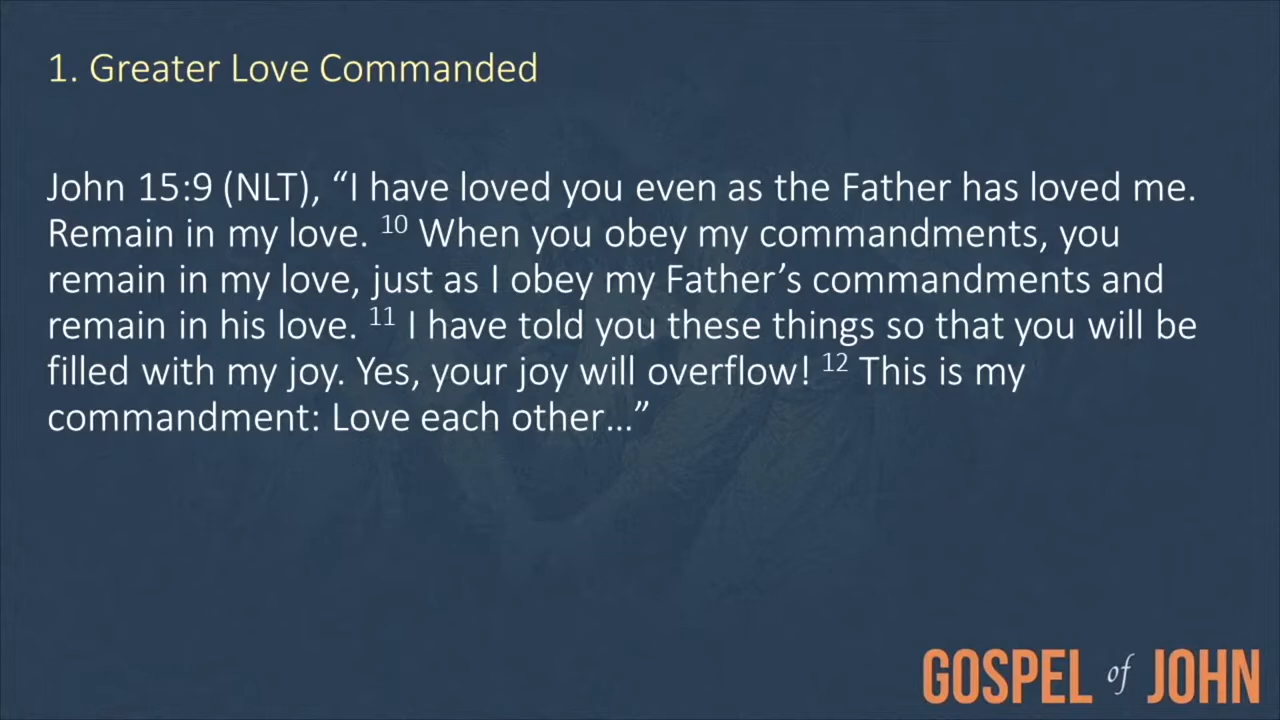 1. Greater Love Commanded
John 15:9 (NLT), “I have loved you even as the Father has loved me.
Remain in my love. 10 When you obey my commandments, you
remain in my love, just as I obey my Father’s commandments and
remain in his love. 11 I have told you these things so that you will be
filled with my joy. Yes, your joy will overflow! 12 This is my
commandment: Love each other…”
GOSPEL of JOHN